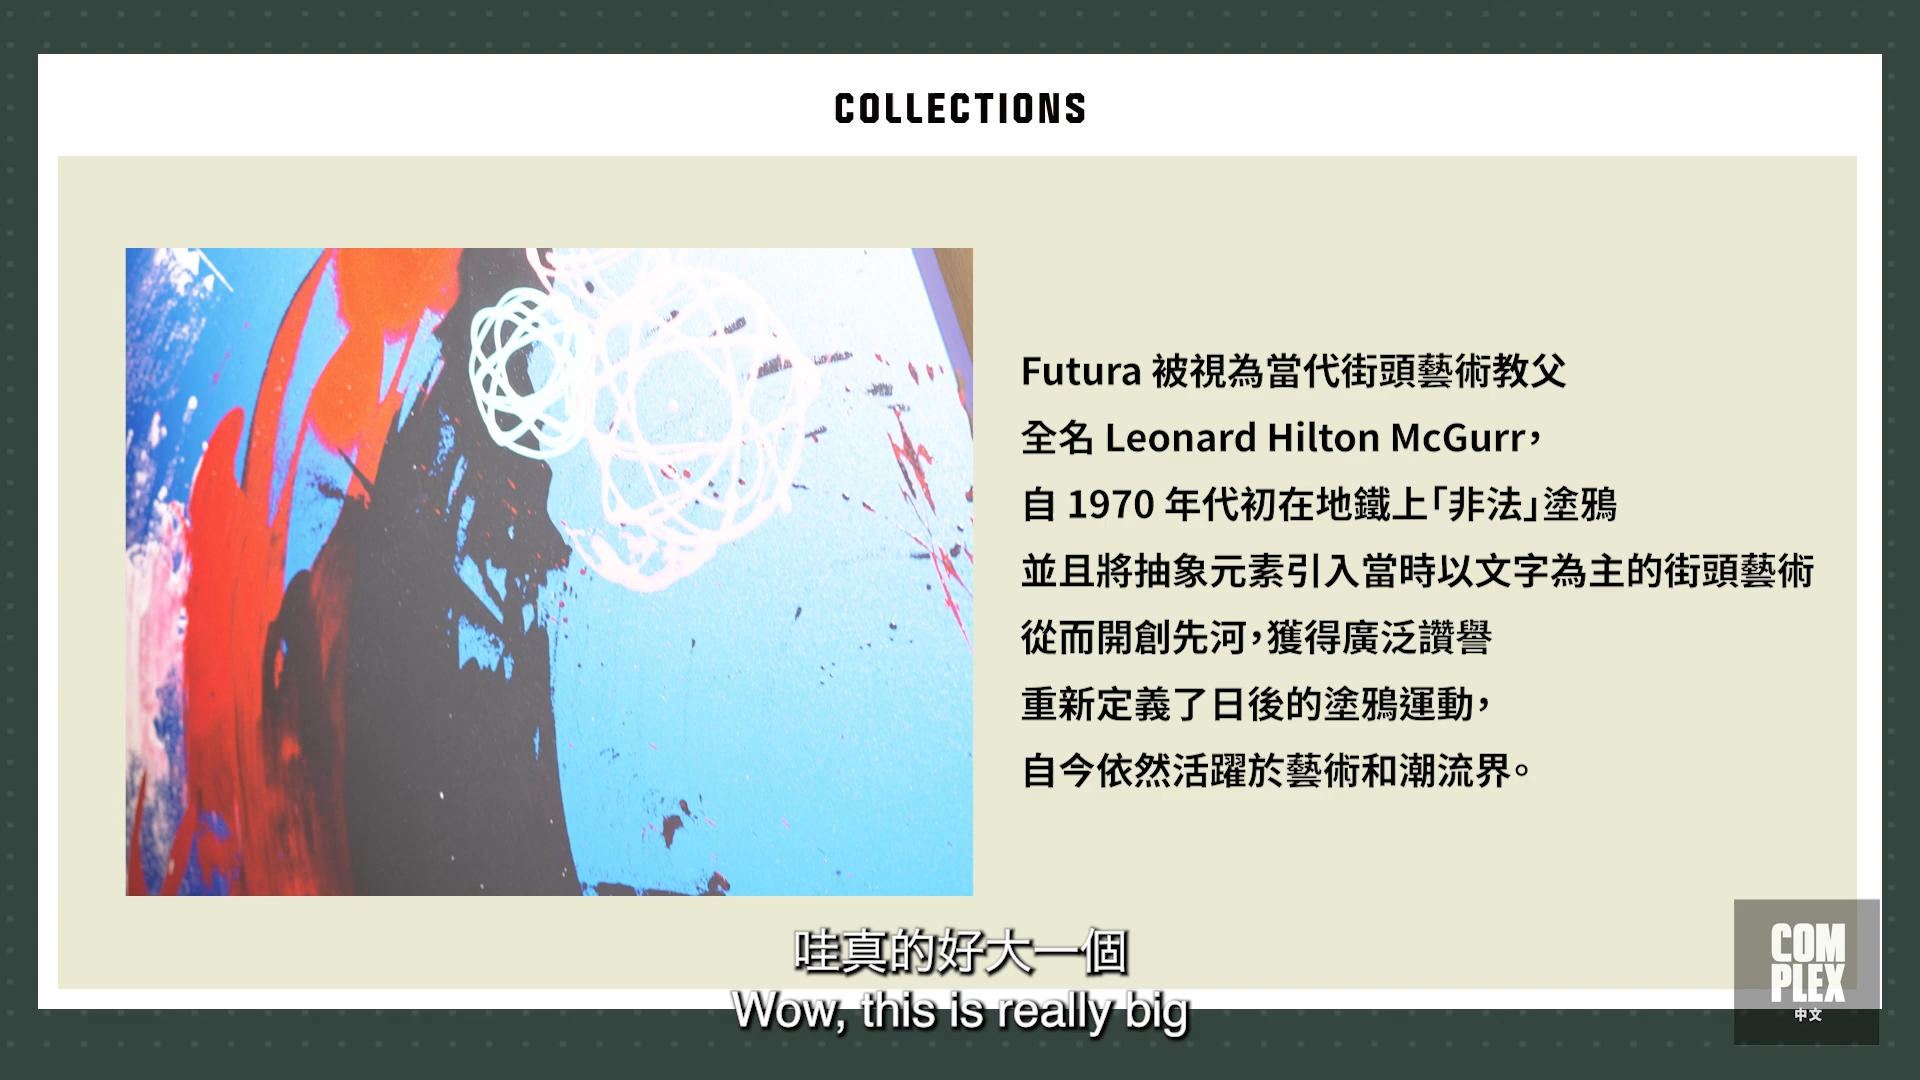 COLLECTIONS
Futura 被視為當代街頭藝術教父
全名 Leonard Hilton McGurr，
自 1970 年代初在地鐵上「非法」塗鴉
並且將抽象元素引入當時以文字為主的街頭藝術
從而開創先河，獲得廣泛讚譽
重新定義了日後的塗鴉運動，
自今依然活躍於藝術和潮流界。
哇真的好大一個
Wow, this is really big
COM
PLEX
中文